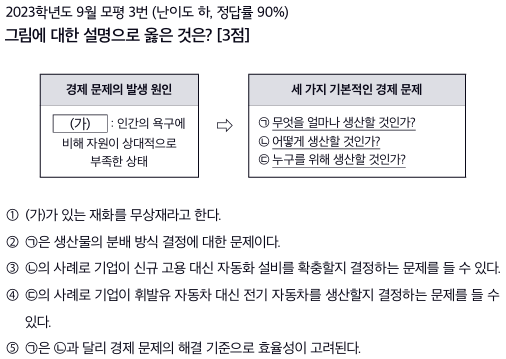 2023학년도 9월 모평 3번 (난이도 하, 정답률 90%)
그림에 대한 설명으로 옳은 것은? [3점]
경제 문제의 발생 원인
(가) : 인간의 욕구에
비해 자원이 상대적으로
부족한 상태
⇨
세 가지 기본적인 경제 문제
㉠ 무엇을 얼마나 생산할 것인가?
㉡ 어떻게 생산할 것인가?
㉢ 누구를 위해 생산할 것인가?
① (가)가 있는 재화를 무상재라고 한다.
② ㉠은 생산물의 분배 방식 결정에 대한 문제이다.
③ ㉡의 사례로 기업이 신규 고용 대신 자동화 설비를 확충할지 결정하는 문제를 들 수 있다.
④ ㉢의 사례로 기업이 휘발유 자동차 대신 전기 자동차를 생산할지 결정하는 문제를 들 수
있다.
⑤ ㉠은 ㉡과 달리 경제 문제의 해결 기준으로 효율성이 고려된다.